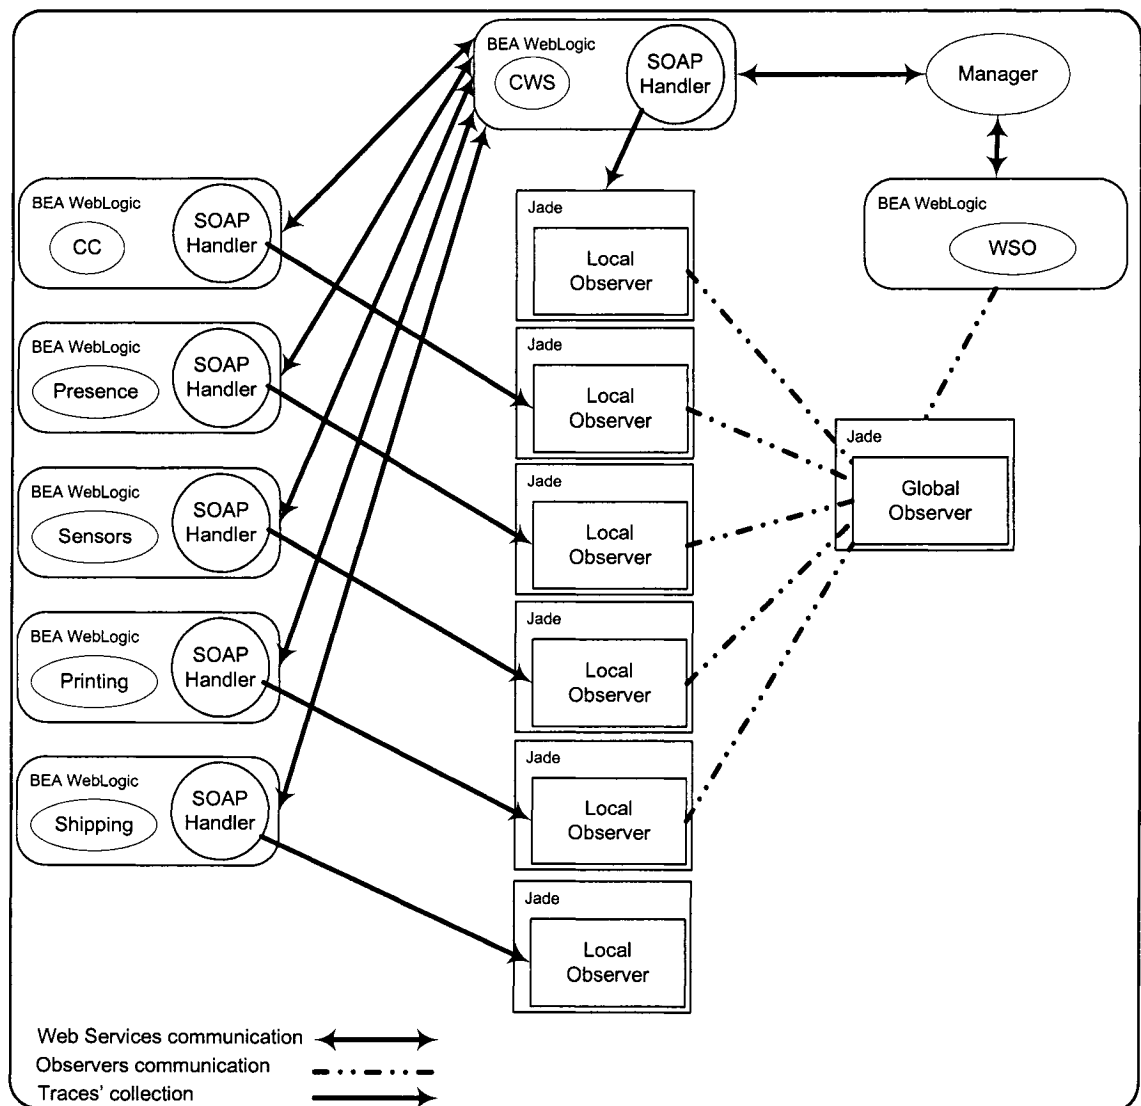 BEA WebLogic
CWS
SOAP
Handler
Manager
BEA WebLogic
CC
SOAP
Handler
Jade
Local
Observer
BEA WebLogic
WSO
BEA WebLogic
Presence
SOAP
Handler
Jade
Local
Observer
Jade
Global
Observer
BEA WebLogic
Sensors
SOAP
Handler
Jade
Local
Observer
BEA WebLogic
Printing
SOAP
Handler
Jade
Local
Observer
BEA WebLogic
Shipping
SOAP
Handler
Jade
Local
Observer
Jade
Local
Observer
Web Services communication
Observers communication
Traces' collection